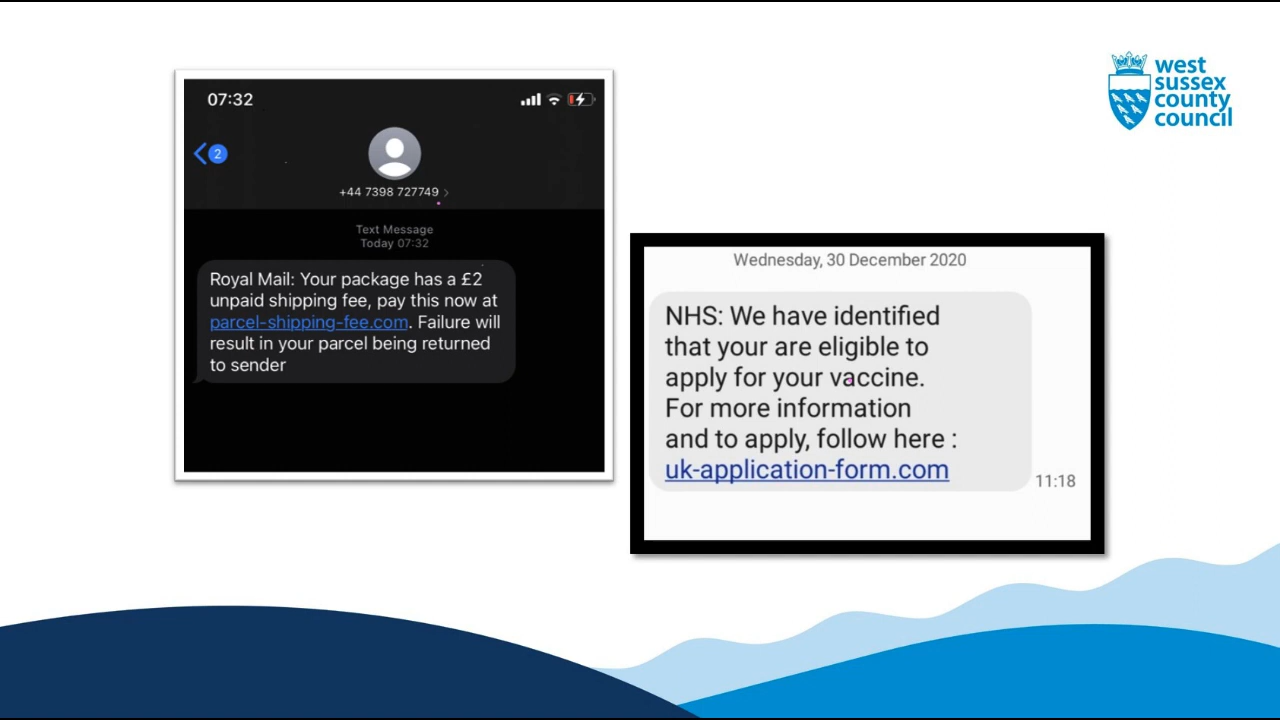 07:32
2
+44 7398 727749
Text Message
Today 07:32
Royal Mail: Your package has a £2
unpaid shipping fee, pay this now at
parcel-shipping-fee.com. Failure will
result in your parcel being returned
to sender
west
sussex
county
council
Wednesday, 30 December 2020
NHS: We have identified
that your are eligible to
apply for your vaccine.
For more information
and to apply, follow here :
uk-application-form.com
11:18